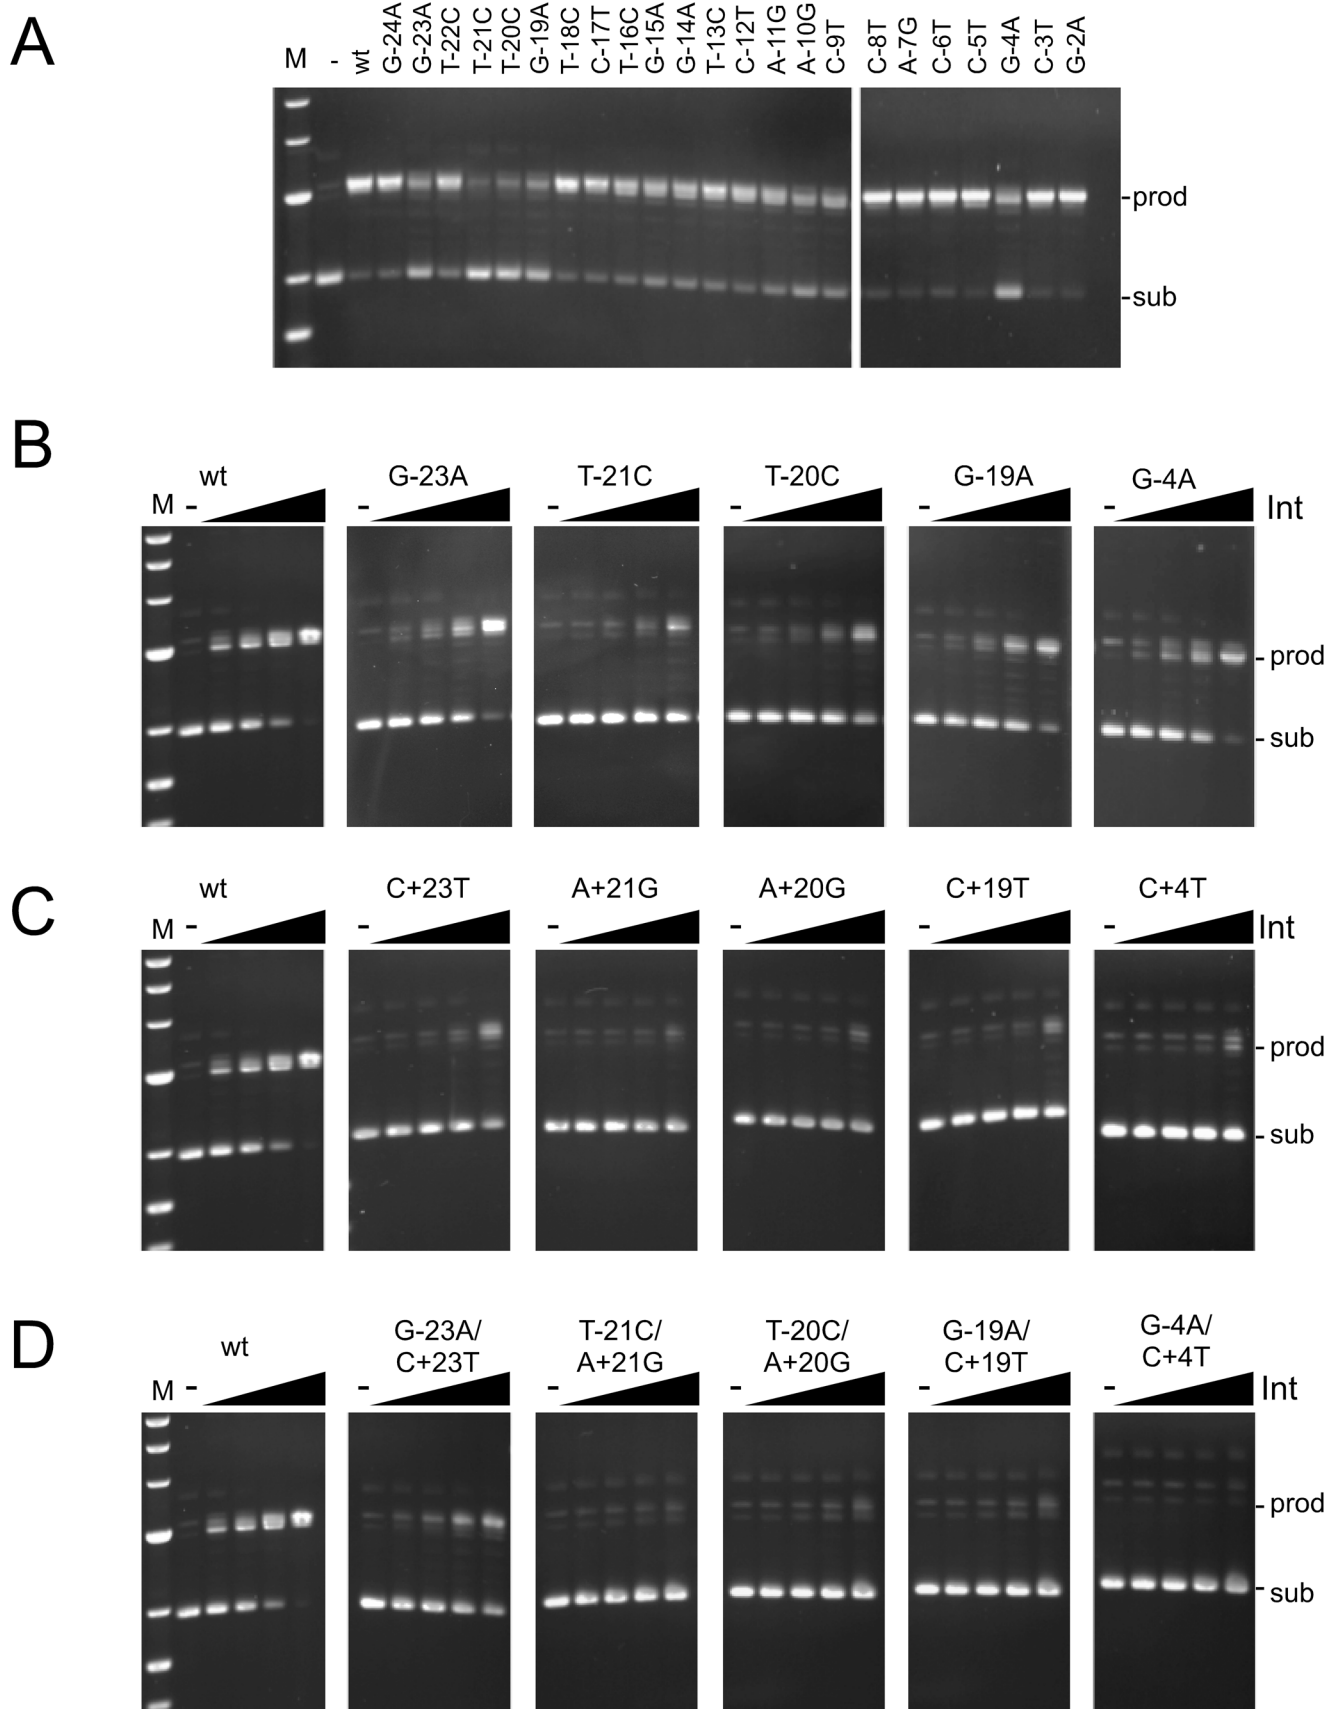 A
M - wt G-24A G-23A T-22C T-21C T-20C G-19A T-18C C-17T T-16C G-15A G-14A T-13C C-12T A-11G A-10G C-9T C-8T A-7G C-6T C-5T G-4A C-3T G-2A
-prod
-sub
B
wt G-23A T-21C T-20C G-19A G-4A
M - - - - - - Int
- prod
- sub
C
wt C+23T A+21G A+20G C+19T C+4T
M - - - - - - Int
- prod
- sub
D
wt G-23A/ T-21C/ T-20C/ G-19A/ G-4A/
C+23T A+21G A+20G C+19T C+4T
M - - - - - - Int
- prod
- sub